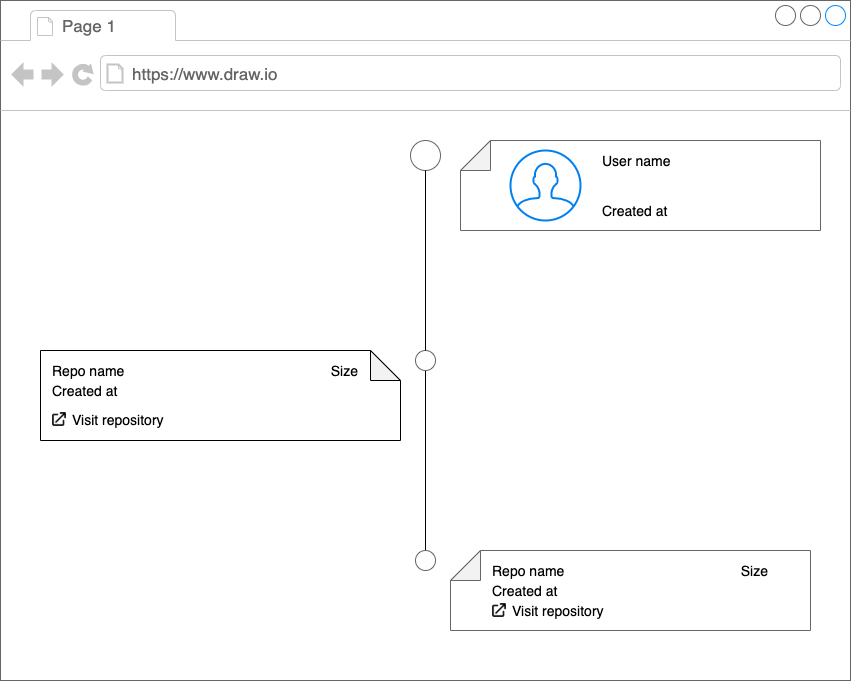 Page 1
https://www.draw.io
User name
Created at
Repo name
Size
Created at
Visit repository
Repo name
Size
Created at
Visit repository